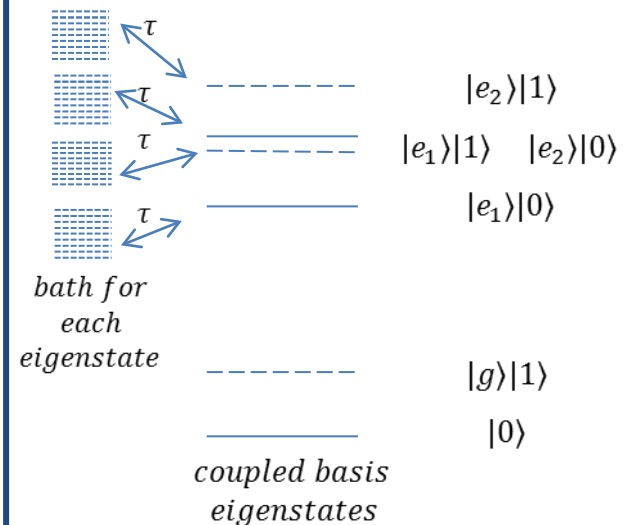 τ
τ
τ
τ
|e₂⟩|1⟩
|e₁⟩|1⟩ |e₂⟩|0⟩
|e₁⟩|0⟩
bath for
each
eigenstate
|g⟩|1⟩
|0⟩
coupled basis
eigenstates